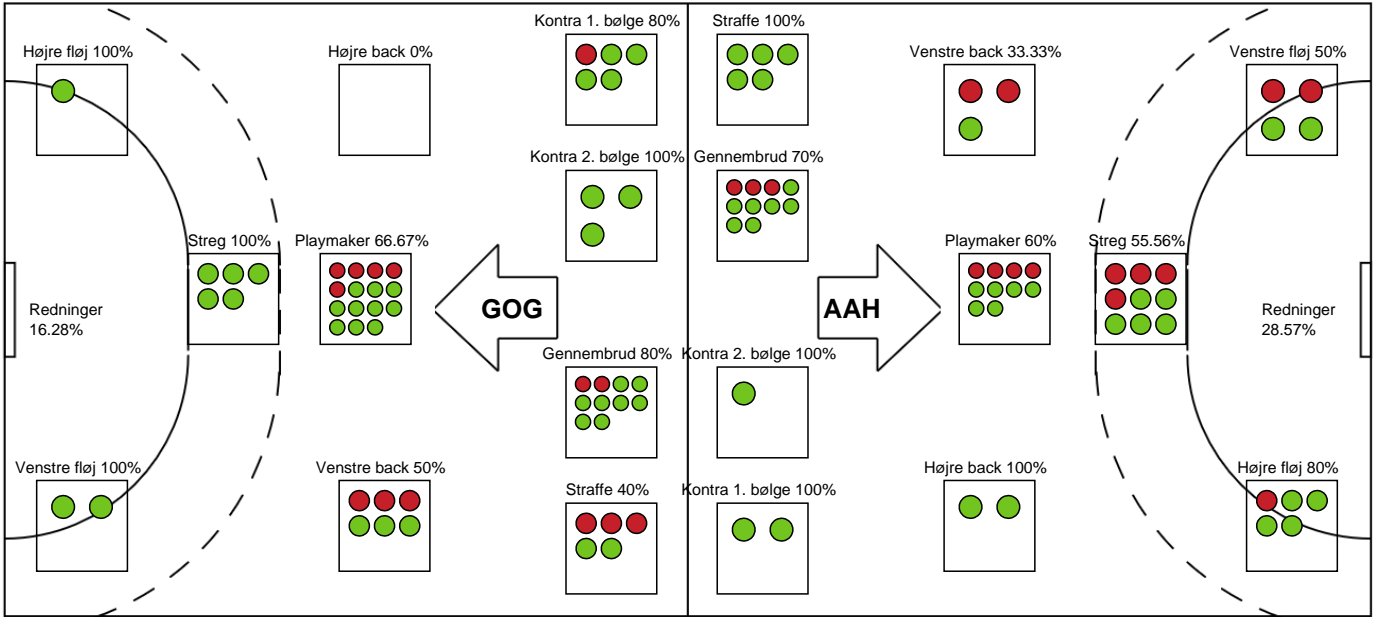 Kontra 1. bølge 80%
Straffe 100%
Højre fløj 100%
Højre back 0%
Venstre back 33.33%
Venstre fløj 50%
Kontra 2. bølge 100%
Gennembrud 70%
Streg 100%
Playmaker 66.67%
Playmaker 60%
Streg 55.56%
Redninger
16.28%
GOG
AAH
Redninger
28.57%
Gennembrud 80%
Kontra 2. bølge 100%
Venstre fløj 100%
Venstre back 50%
Straffe 40%
Kontra 1. bølge 100%
Højre back 100%
Højre fløj 80%